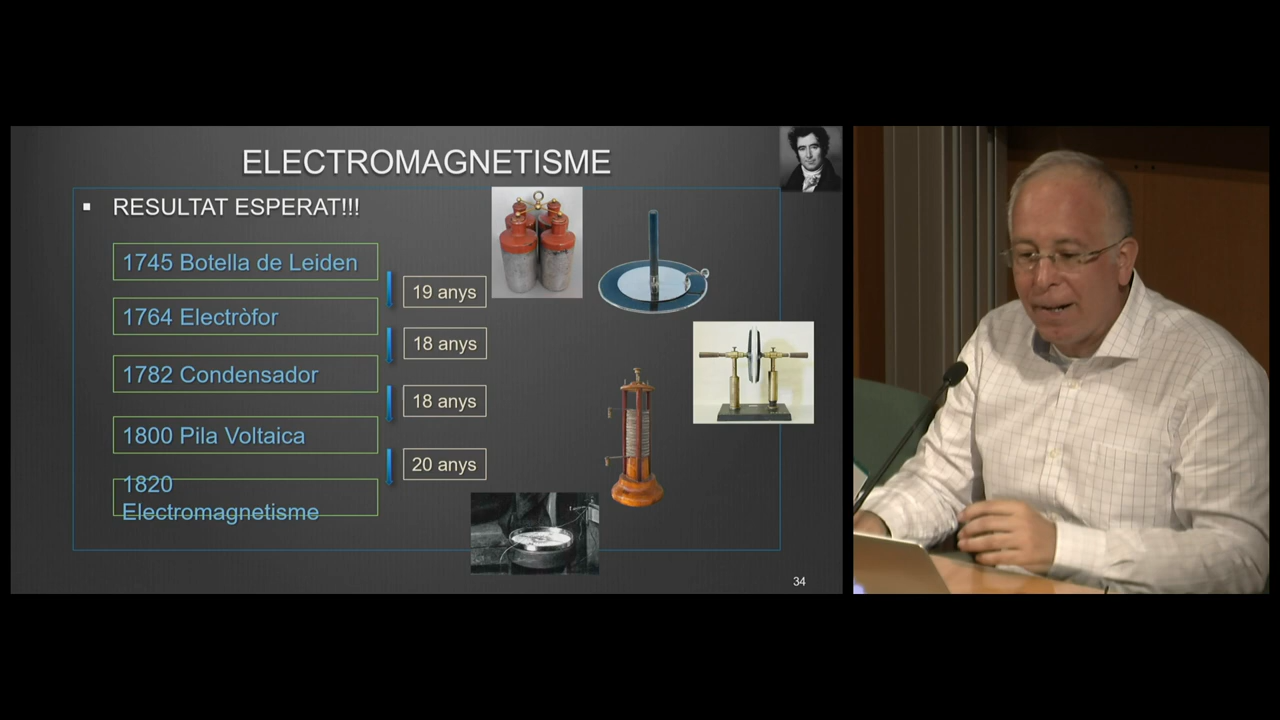 ELECTROMAGNETISME
RESULTAT ESPERAT!!!
1745 Botella de Leiden
19 anys
1764 Electròfor
18 anys
1782 Condensador
18 anys
1800 Pila Voltaica
20 anys
1820
Electromagnetisme
34